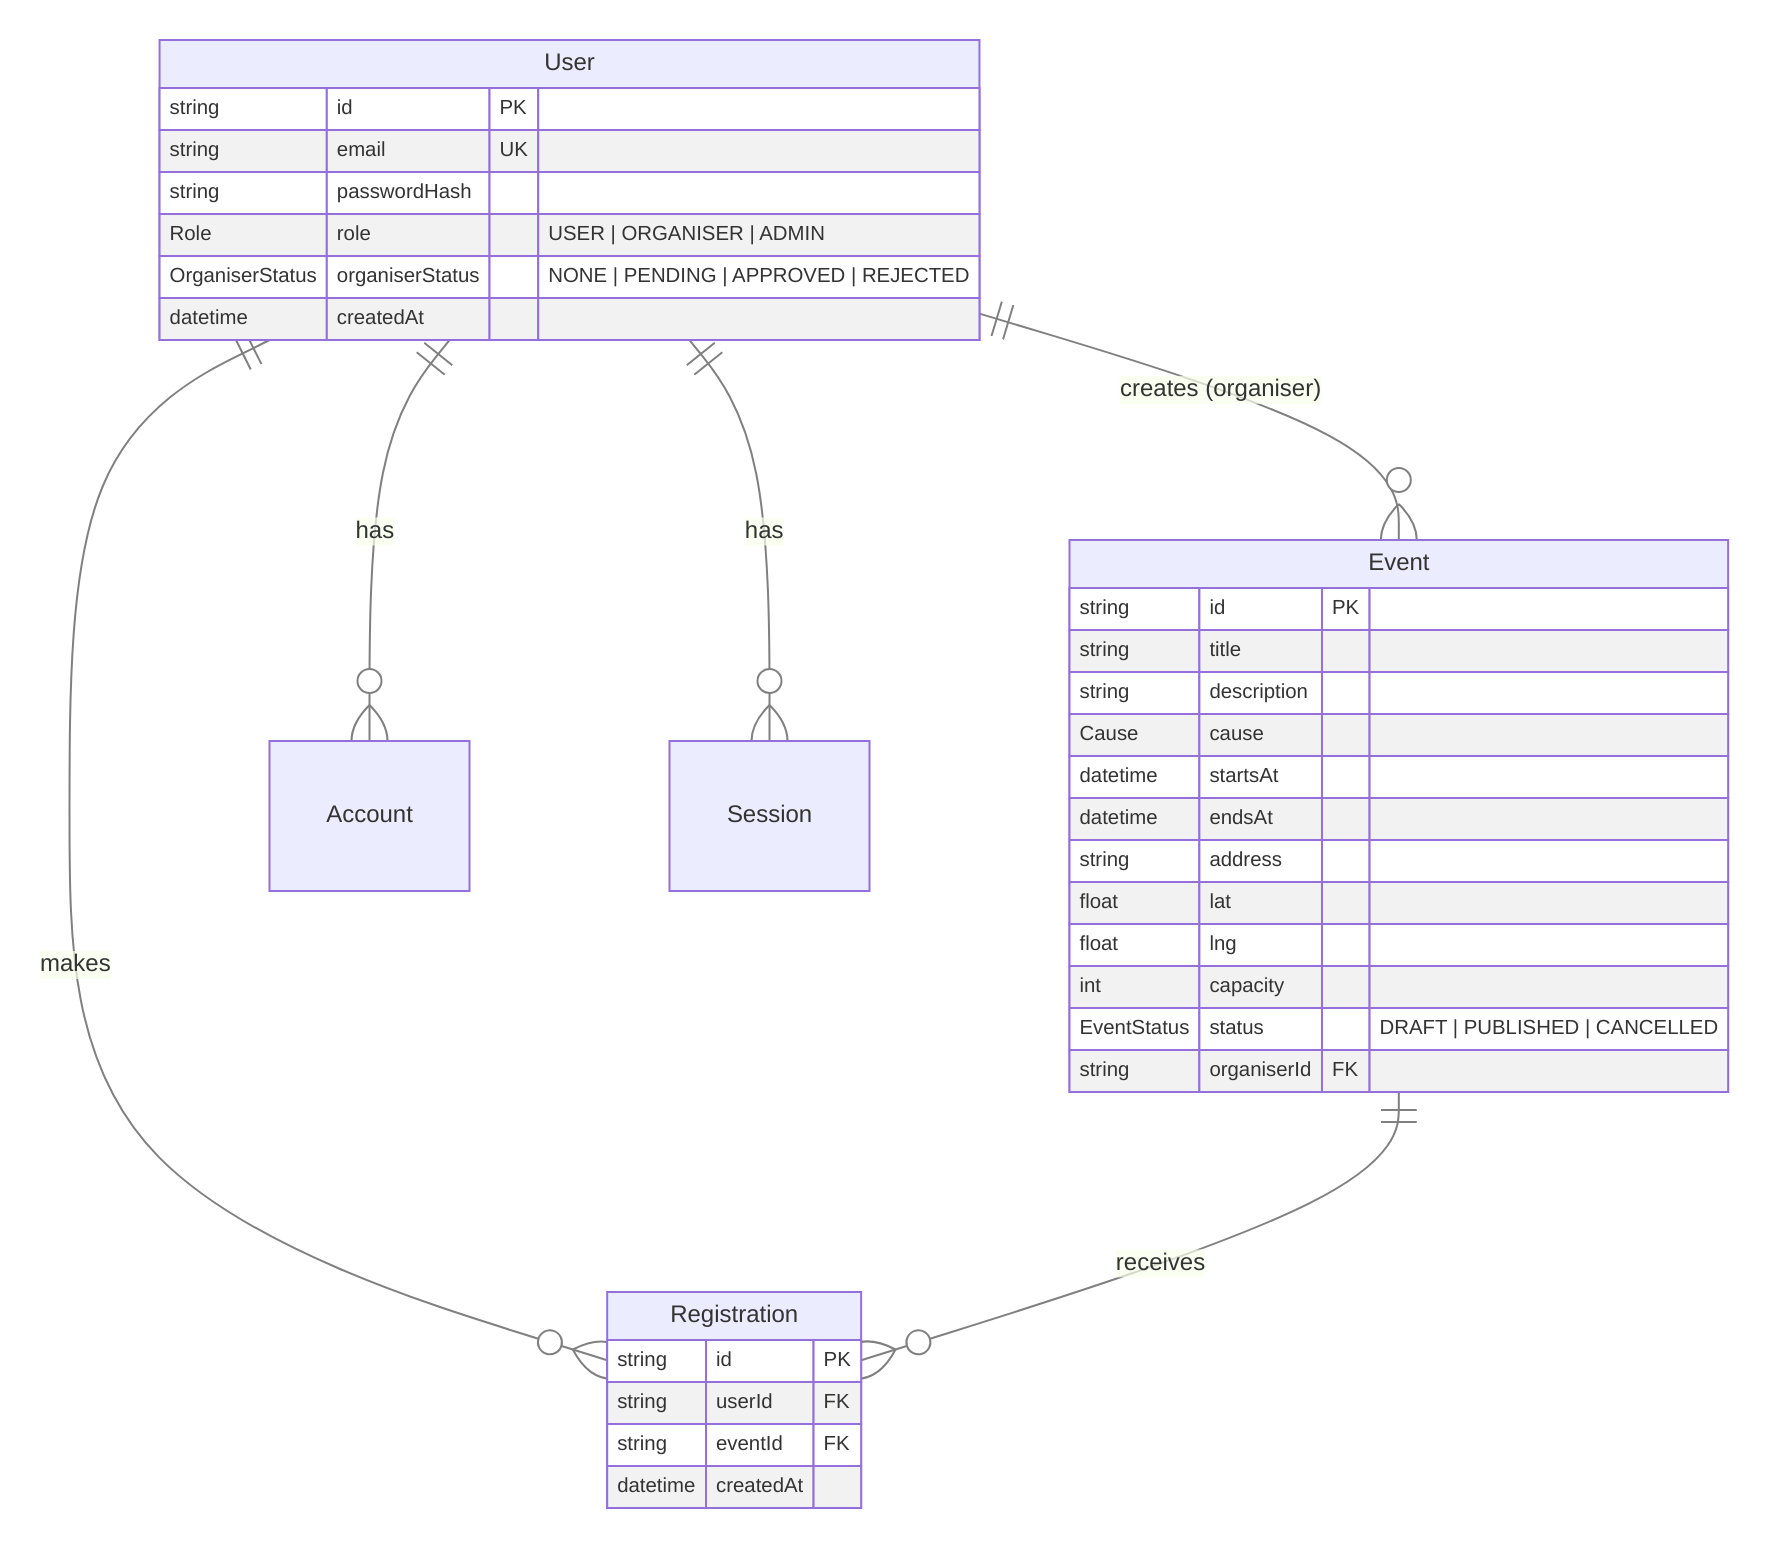 User
string id PK
string email UK
string passwordHash
Role role USER | ORGANISER | ADMIN
OrganiserStatus organiserStatus NONE | PENDING | APPROVED | REJECTED
datetime createdAt
creates (organiser)
has
has
Event
string id PK
string title
string description
Cause cause
datetime startsAt
datetime endsAt
string address
float lat
float lng
int capacity
EventStatus status DRAFT | PUBLISHED | CANCELLED
string organiserId FK
Account
Session
makes
receives
Registration
string id PK
string userId FK
string eventId FK
datetime createdAt